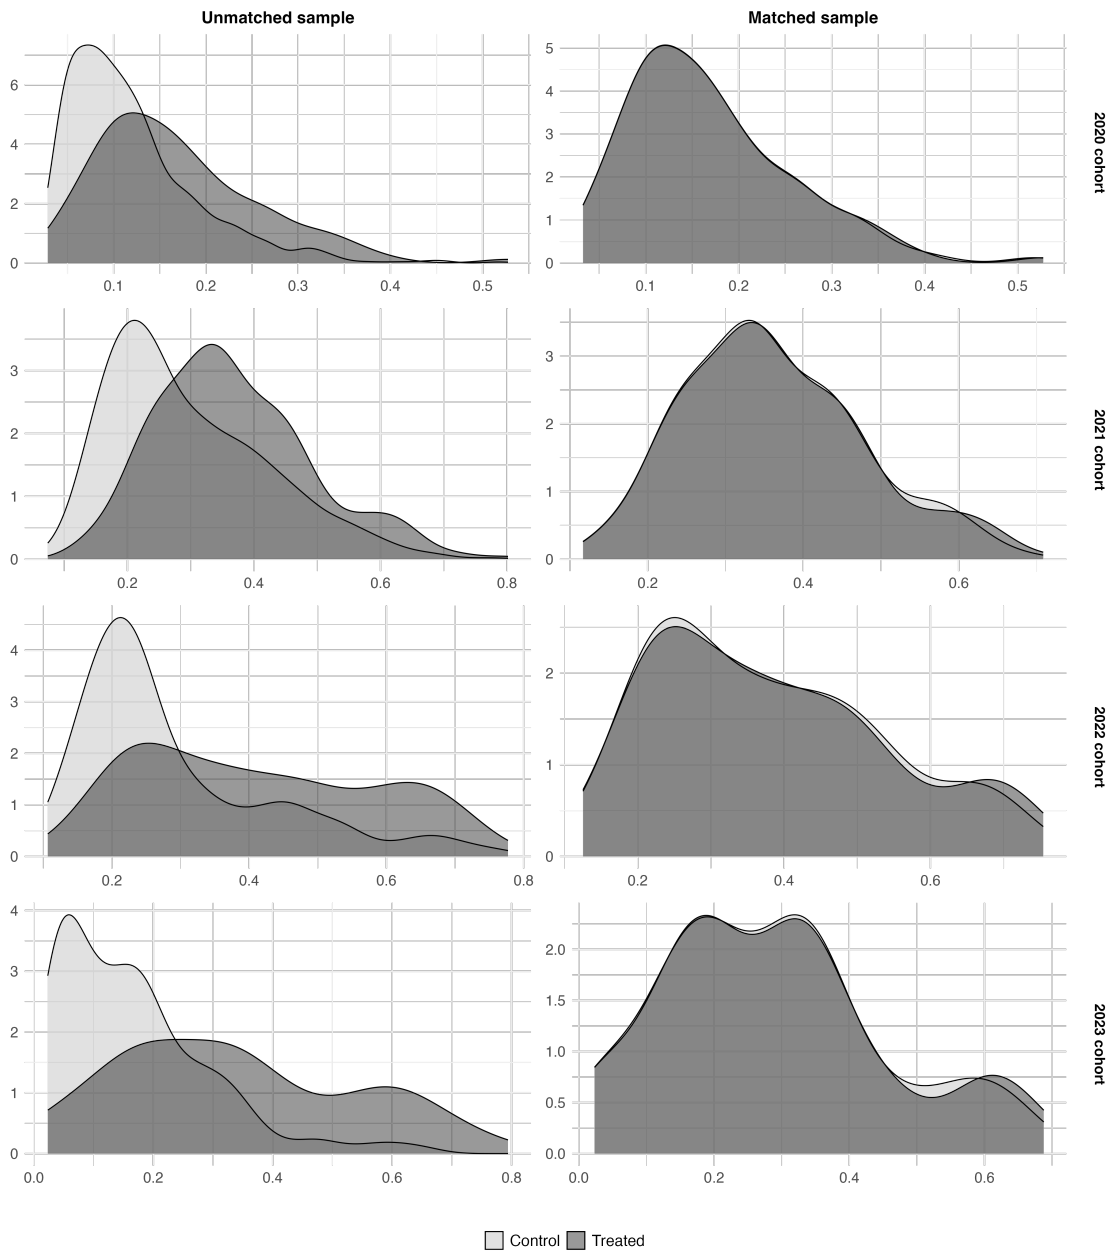 Unmatched sample
Matched sample
6
4
2
0
0.1 0.2 0.3 0.4 0.5
5
4
3
2
1
0
0.1 0.2 0.3 0.4 0.5
2020 cohort
3
2
1
0
0.2 0.4 0.6 0.8
3
2
1
0
0.2 0.4 0.6
2021 cohort
4
3
2
1
0
0.2 0.4 0.6 0.8
2
1
0
0.2 0.4 0.6
2022 cohort
4
3
2
1
0
0.0 0.2 0.4 0.6 0.8
2.0
1.5
1.0
0.5
0.0
0.0 0.2 0.4 0.6
2023 cohort
Control Treated